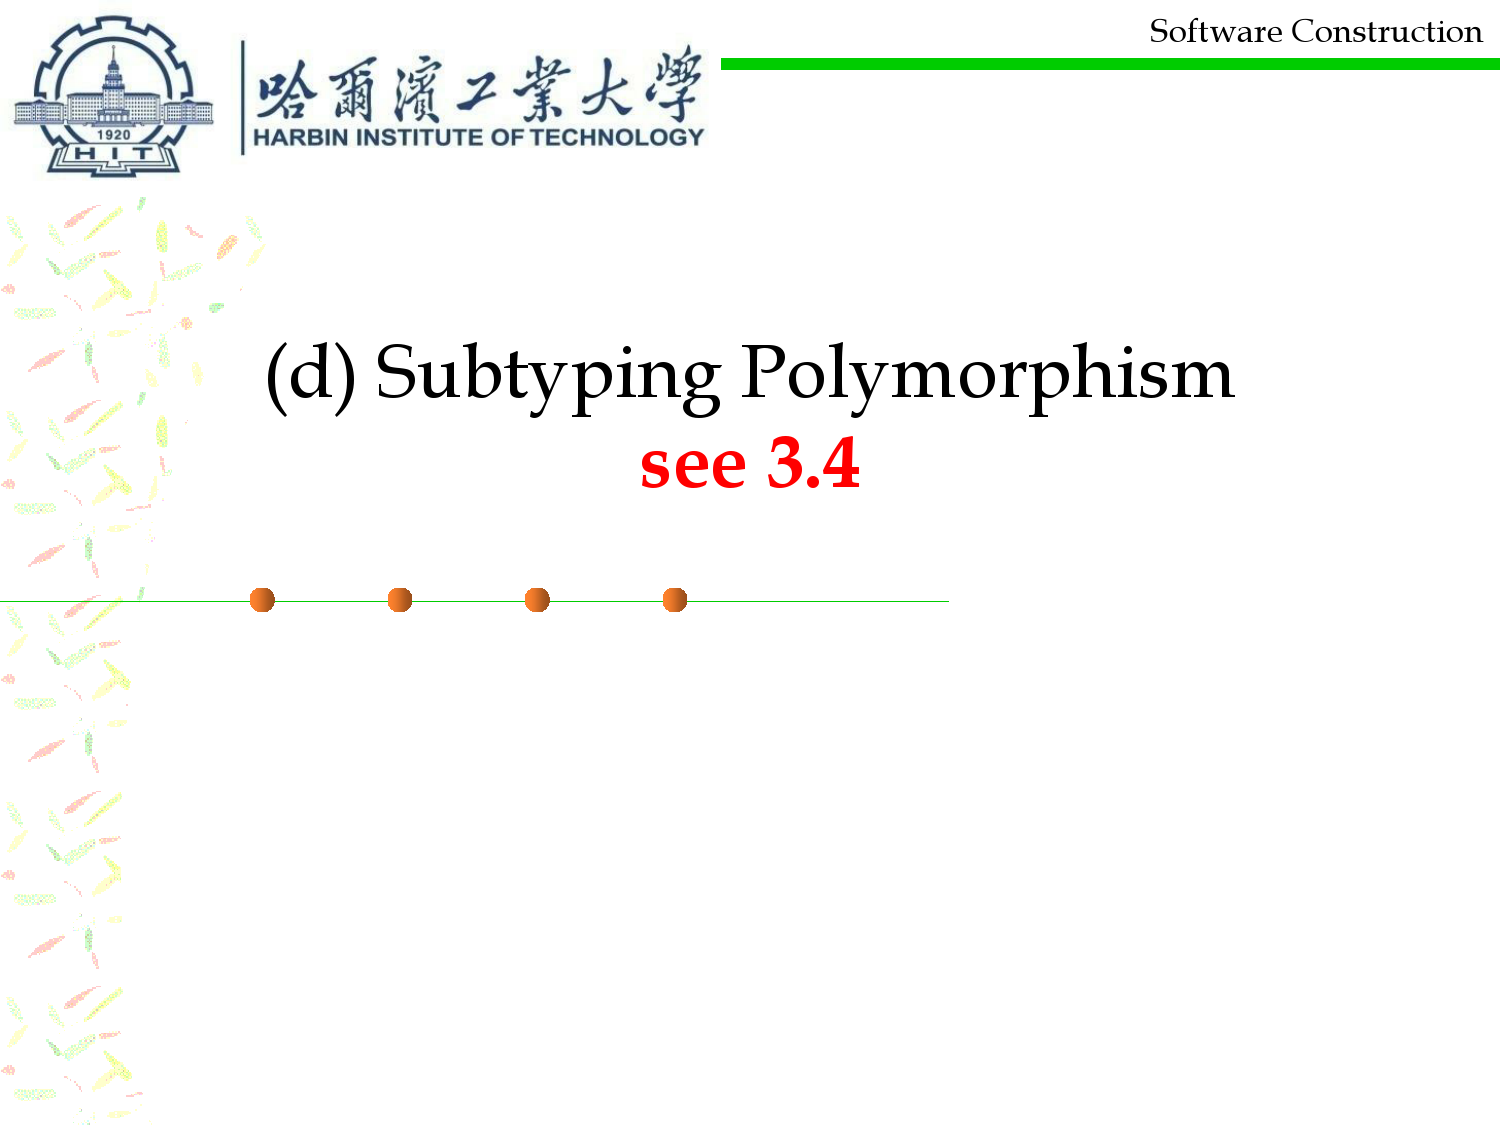 Software Construction
哈爾濱工業大學
HARBIN INSTITUTE OF TECHNOLOGY
1920
HIT
(d) Subtyping Polymorphism
see 3.4